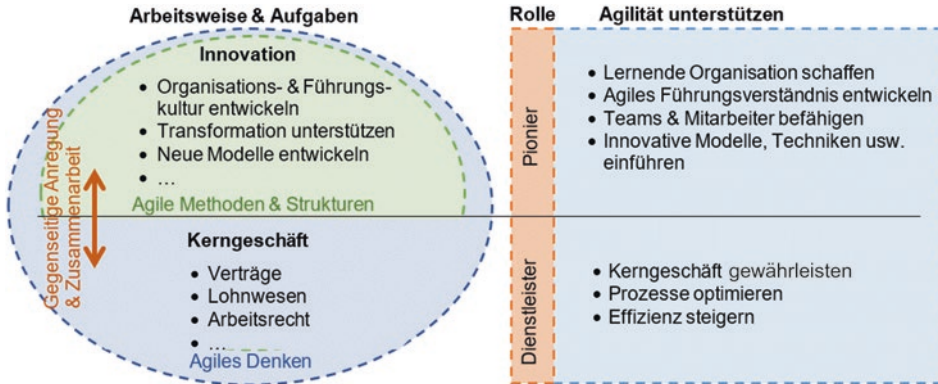 Arbeitsweise & Aufgaben
Innovation
• Organisations- & Führungs-
kultur entwickeln
• Transformation unterstützen
• Neue Modelle entwickeln
• …
Agile Methoden & Strukturen
Kerngeschäft
• Verträge
• Lohnwesen
• Arbeitsrecht
• …
Agiles Denken
Gegenseitige Anregung
& Zusammenarbeit
Rolle
Pionier
Dienstleister
Agilität unterstützen
• Lernende Organisation schaffen
• Agiles Führungsverständnis entwickeln
• Teams & Mitarbeiter befähigen
• Innovative Modelle, Techniken usw.
einführen
• Kerngeschäft gewährleisten
• Prozesse optimieren
• Effizienz steigern